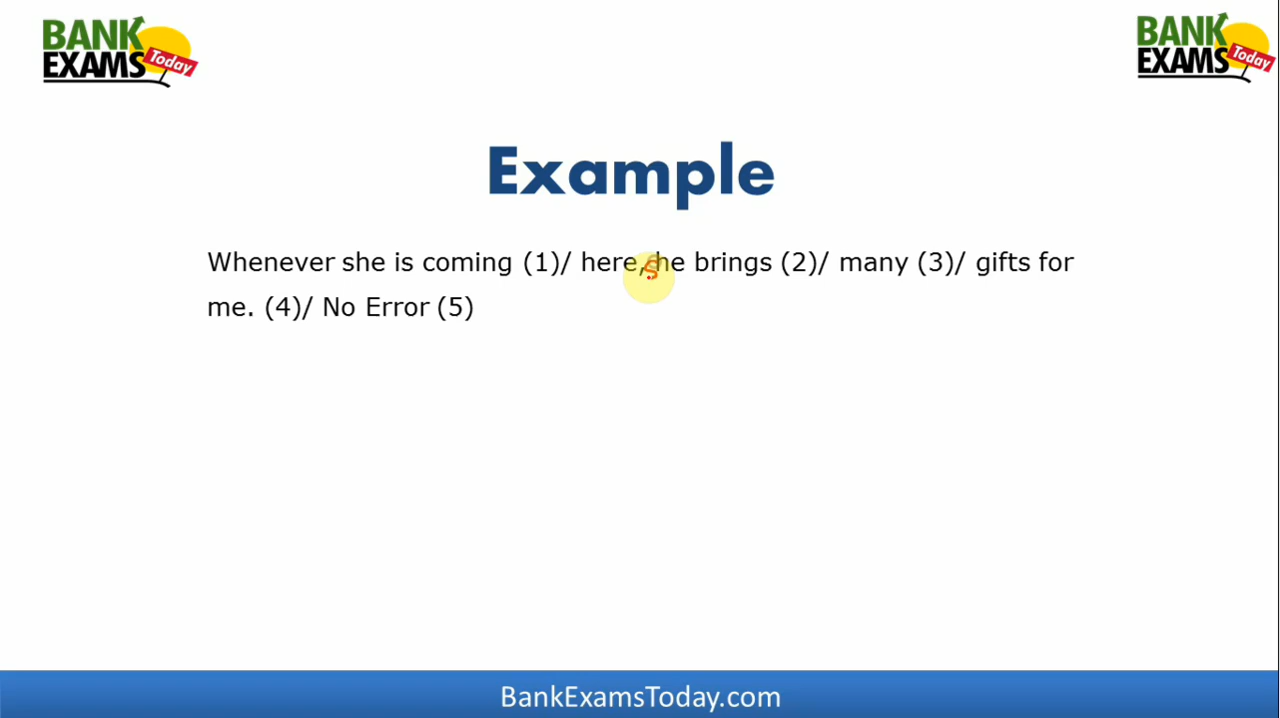 BANK
EXAMS Today
BANK
EXAMS Today
Example
Whenever she is coming (1)/ here,she brings (2)/ many (3)/ gifts for
me. (4)/ No Error (5)
BankExamsToday.com